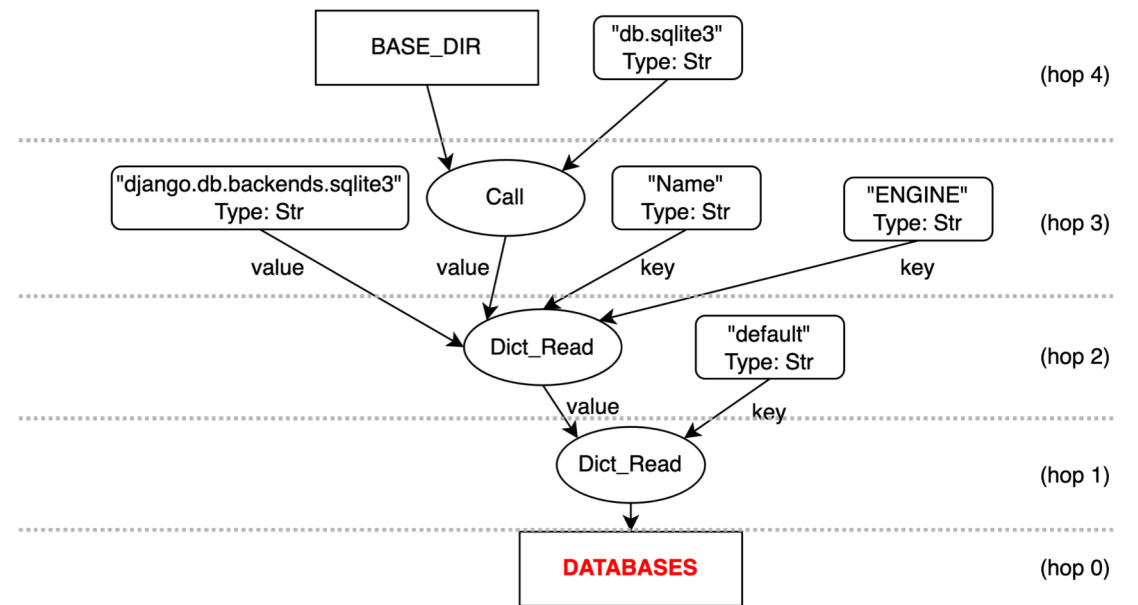 BASE_DIR
"db.sqlite3"
Type: Str
(hop 4)
"django.db.backends.sqlite3"
Type: Str
Call
"Name"
Type: Str
"ENGINE"
Type: Str
(hop 3)
value
value
key
key
Dict_Read
"default"
Type: Str
(hop 2)
value
key
Dict_Read
(hop 1)
DATABASES
(hop 0)